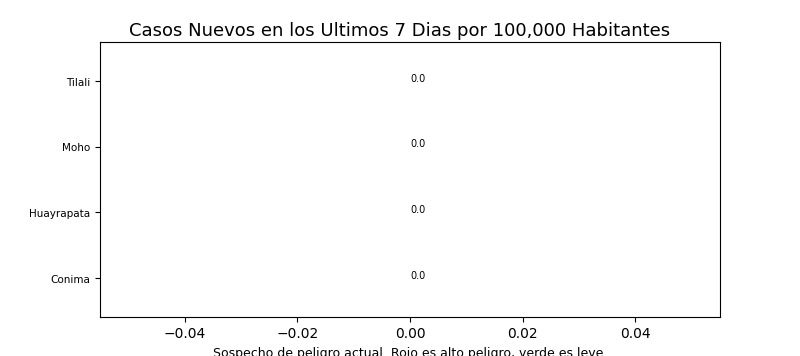 Casos Nuevos en los Ultimos 7 Dias por 100,000 Habitantes
Tilali
0.0
Moho
0.0
Huayrapata
0.0
Conima
0.0
−0.04 −0.02 0.00 0.02 0.04
Sospecho de peligro actual. Rojo es alto peligro, verde es leve